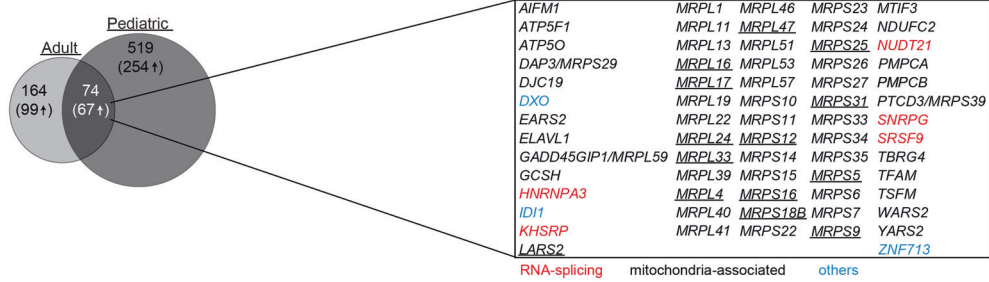 Pediatric
Adult
519
(254↑)
164
(99↑)
74
(67↑)
AIFM1 MRPL1 MRPL46 MRPS23 MTIF3
ATP5F1 MRPL11 MRPL47 MRPS24 NDUFC2
ATP5O MRPL13 MRPL51 MRPS25 NUDT21
DAP3/MRPS29 MRPL16 MRPL53 MRPS26 PMPCA
DJC19 MRPL17 MRPL57 MRPS27 PMPCB
DXO MRPL19 MRPS10 MRPS31 PTCD3/MRPS39
EARS2 MRPL22 MRPS11 MRPS33 SNRPG
ELAVL1 MRPL24 MRPS12 MRPS34 SRSF9
GADD45GIP1/MRPL59 MRPL33 MRPS14 MRPS35 TBRG4
GCSH MRPL39 MRPS15 MRPS5 TFAM
HNRNPA3 MRPL4 MRPS16 MRPS6 TSFM
IDI1 MRPL40 MRPS18B MRPS7 WARS2
KHSRP MRPL41 MRPS22 MRPS9 YARS2
LARS2 ZNF713
RNA-splicing mitochondria-associated others